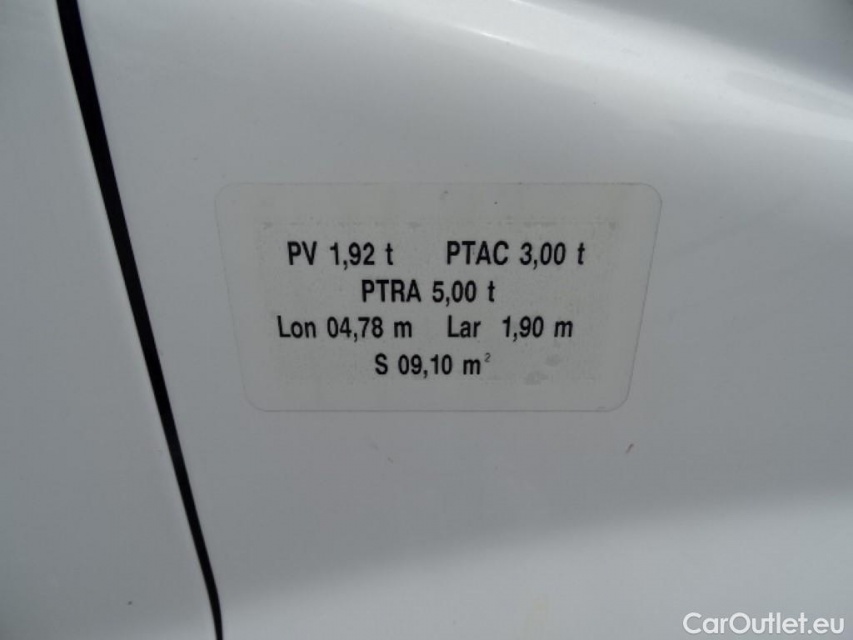 PV 1,92 t PTAC 3,00 t
PTRA 5,00 t
Lon 04,78 m Lar 1,90 m
S 09,10 m²
CarOutlet.eu